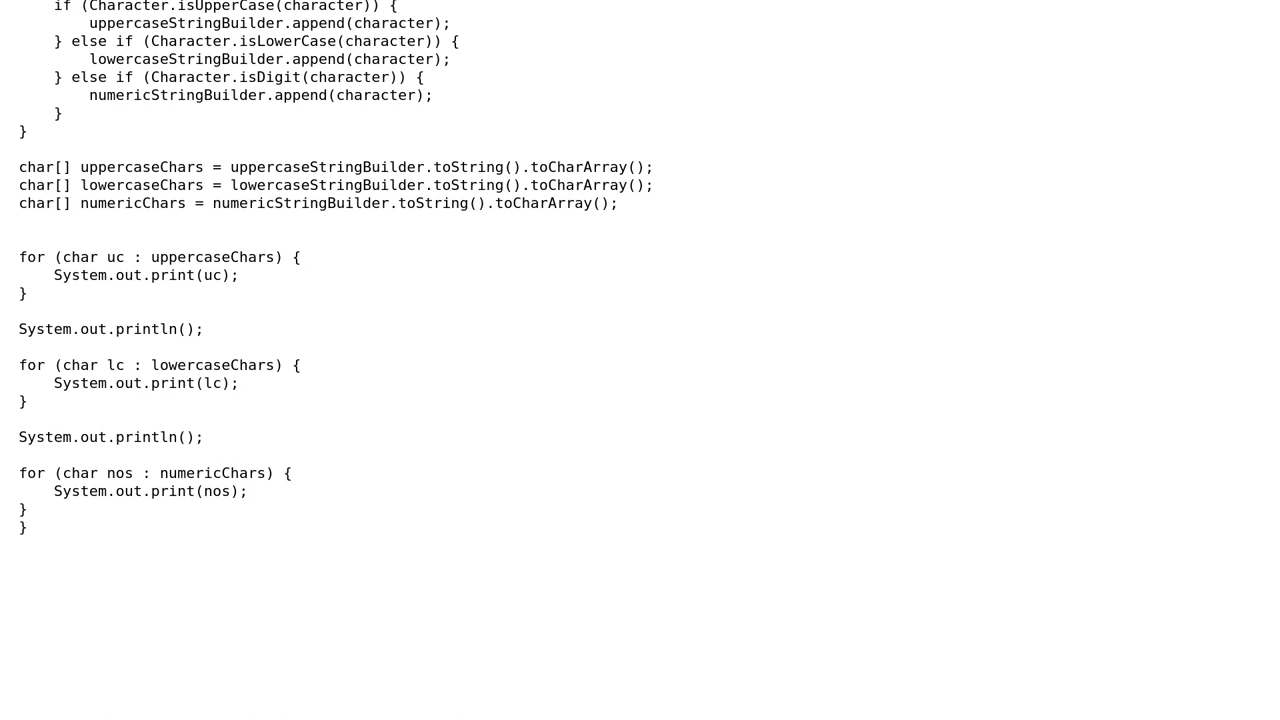 if (Character.isUpperCase(character)) {
        uppercaseStringBuilder.append(character);
    } else if (Character.isLowerCase(character)) {
        lowercaseStringBuilder.append(character);
    } else if (Character.isDigit(character)) {
        numericStringBuilder.append(character);
    }
}

char[] uppercaseChars = uppercaseStringBuilder.toString().toCharArray();
char[] lowercaseChars = lowercaseStringBuilder.toString().toCharArray();
char[] numericChars = numericStringBuilder.toString().toCharArray();


for (char uc : uppercaseChars) {
    System.out.print(uc);
}

System.out.println();

for (char lc : lowercaseChars) {
    System.out.print(lc);
}

System.out.println();

for (char nos : numericChars) {
    System.out.print(nos);
}
}